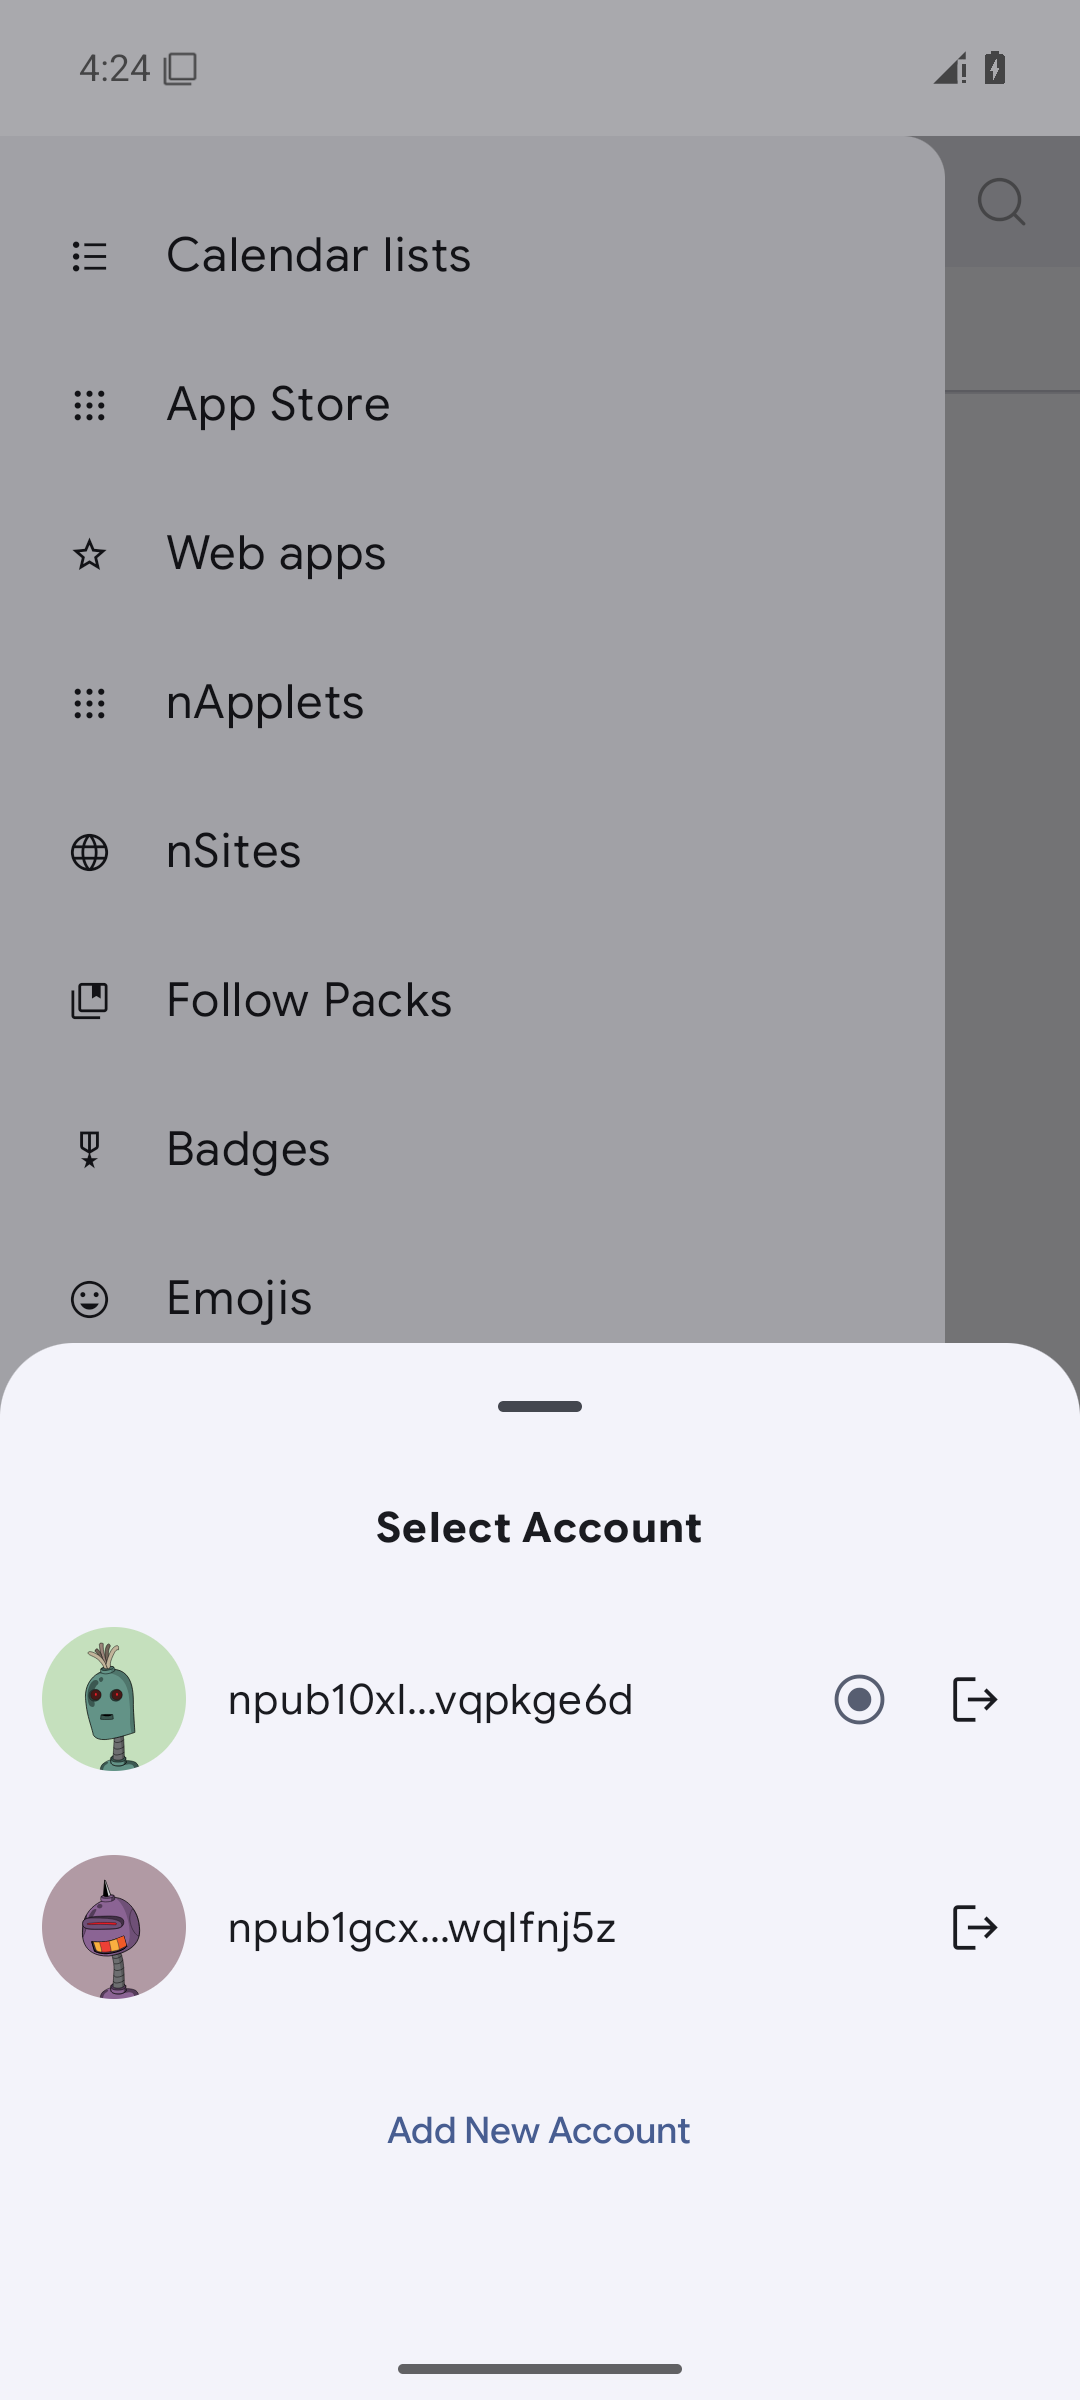 4:24
Calendar lists
App Store
Web apps
nApplets
nSites
Follow Packs
Badges
Emojis
Select Account
npub10xl...vqpkge6d
npub1gcx...wqlfnj5z
Add New Account